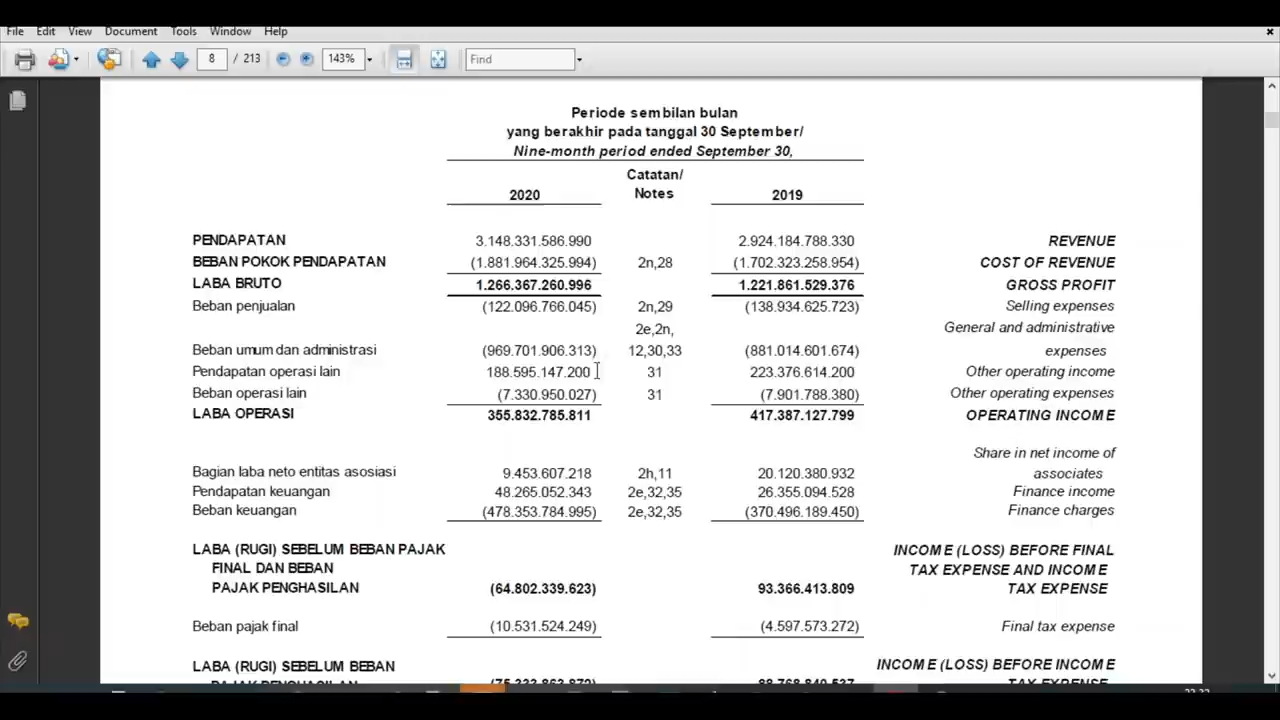 File Edit View Document Tools Window Help
8 / 213 143% Find
Periode sembilan bulan
yang berakhir pada tanggal 30 September/
Nine-month period ended September 30,
Catatan/
2020 Notes 2019
PENDAPATAN 3.148.331.586.990 2.924.184.788.330 REVENUE
BEBAN POKOK PENDAPATAN (1.881.964.325.994) 2n,28 (1.702.323.258.954) COST OF REVENUE
LABA BRUTO 1.266.367.260.996 1.221.861.529.376 GROSS PROFIT
Beban penjualan (122.096.766.045) 2n,29 (138.934.625.723) Selling expenses
2e,2n, General and administrative
Beban umum dan administrasi (969.701.906.313) 12,30,33 (881.014.601.674) expenses
Pendapatan operasi lain 188.595.147.200 31 223.376.614.200 Other operating income
Beban operasi lain (7.330.950.027) 31 (7.901.788.380) Other operating expenses
LABA OPERASI 355.832.785.811 417.387.127.799 OPERATING INCOME
Share in net income of
Bagian laba neto entitas asosiasi 9.453.607.218 2h,11 20.120.380.932 associates
Pendapatan keuangan 48.265.052.343 2e,32,35 26.355.094.528 Finance income
Beban keuangan (478.353.784.995) 2e,32,35 (370.496.189.450) Finance charges
LABA (RUGI) SEBELUM BEBAN PAJAK INCOME (LOSS) BEFORE FINAL
FINAL DAN BEBAN TAX EXPENSE AND INCOME
PAJAK PENGHASILAN (64.802.339.623) 93.366.413.809 TAX EXPENSE
Beban pajak final (10.531.524.249) (4.597.573.272) Final tax expense
LABA (RUGI) SEBELUM BEBAN INCOME (LOSS) BEFORE INCOME
PAJAK PENGHASILAN (75.333.863.872) 88.768.840.537 TAX EXPENSE